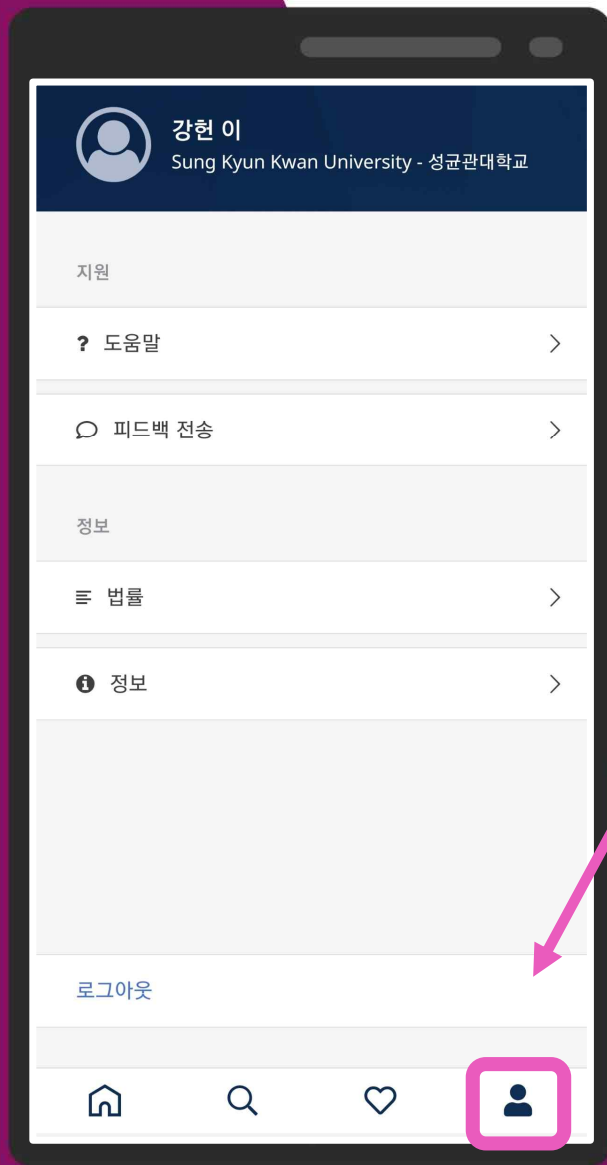 강헌 이
Sung Kyun Kwan University - 성균관대학교
지원
? 도움말
피드백 전송
정보
법률
정보
로그아웃